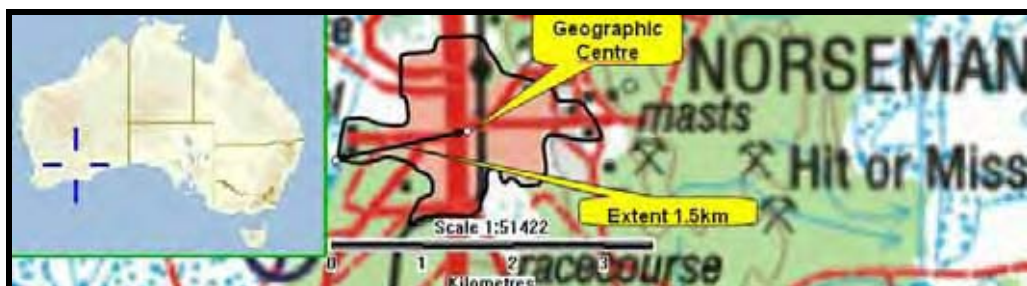 Geographic
Centre
NORSEMAN
masts
Hit or Miss
Extent 1.5km
Scale 1:51422
0 1 2 3
Kilometres
racecourse